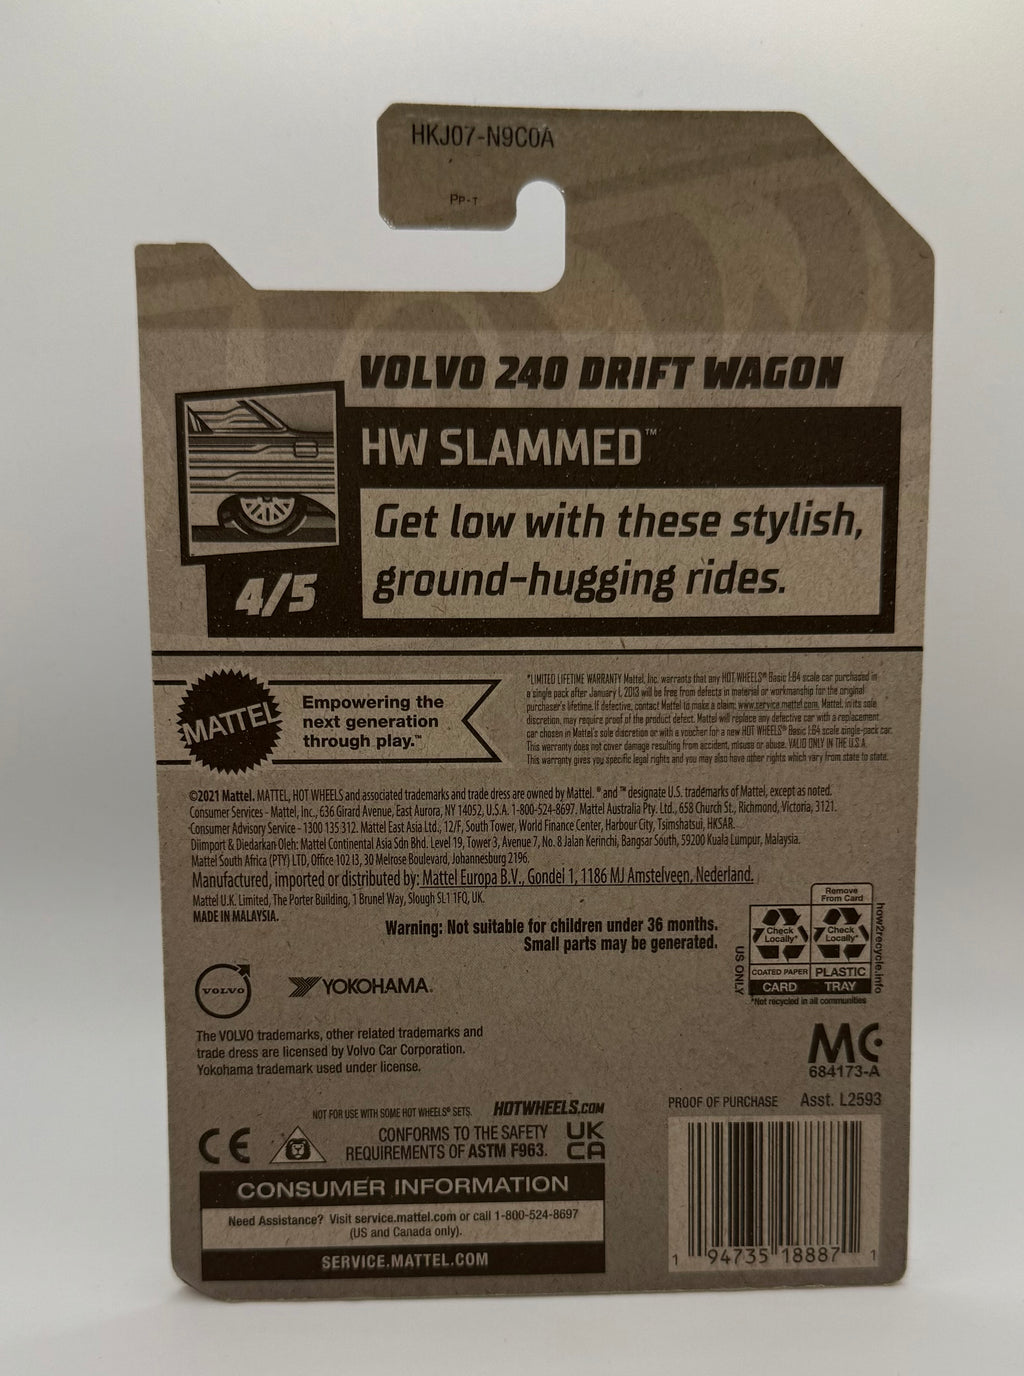 HKJ07-N9C0A
PP-T
VOLVO 240 DRIFT WAGON
HW SLAMMED™
Get low with these stylish,
ground-hugging rides.
4/5
MATTEL
Empowering the
next generation
through play.™
*LIMITED LIFETIME WARRANTY Mattel, Inc. warrants that any HOT WHEELS® Basic 1:64 scale car purchased in
a single pack after January 1, 2013 will be free from defects in material or workmanship for the original
purchaser's lifetime. If defective, contact Mattel to make a claim: www.service.mattel.com. Mattel, in its sole
discretion, may require proof of the product defect. Mattel will replace any defective car with a replacement
car chosen in Mattel's sole discretion or with a voucher for a new HOT WHEELS® Basic 1:64 scale single-pack car.
This warranty does not cover damage resulting from accident, misuse or abuse. VALID ONLY IN THE U.S.A.
This warranty gives you specific legal rights and you may also have other rights which vary from state to state.
©2021 Mattel. MATTEL, HOT WHEELS and associated trademarks and trade dress are owned by Mattel. ® and ™ designate U.S. trademarks of Mattel, except as noted.
Consumer Services - Mattel, Inc., 636 Girard Avenue, East Aurora, NY 14052, U.S.A. 1-800-524-8697. Mattel Australia Pty. Ltd., 658 Church St., Richmond, Victoria, 3121.
Consumer Advisory Service - 1300 135 312. Mattel East Asia Ltd., 12/F, South Tower, World Finance Center, Harbour City, Tsimshatsui, HKSAR.
Diimport & Diedarkan Oleh: Mattel Continental Asia Sdn Bhd. Level 19, Tower 3, Avenue 7, No. 8 Jalan Kerinchi, Bangsar South, 59200 Kuala Lumpur, Malaysia.
Mattel South Africa (PTY) LTD, Office 102 I3, 30 Melrose Boulevard, Johannesburg 2196.
Manufactured, imported or distributed by: Mattel Europa B.V., Gondel 1, 1186 MJ Amstelveen, Nederland.
Mattel U.K. Limited, The Porter Building, 1 Brunel Way, Slough SL1 1FQ, UK.
MADE IN MALAYSIA.
Warning: Not suitable for children under 36 months.
Small parts may be generated.
Remove
From Card
Check
Locally*
Check
Locally*
COATED PAPER
PLASTIC
CARD
TRAY
*Not recycled in all communities
US ONLY
how2recycle.info
VOLVO
YOKOHAMA®
The VOLVO trademarks, other related trademarks and
trade dress are licensed by Volvo Car Corporation.
Yokohama trademark used under license.
MC
684173-A
NOT FOR USE WITH SOME HOT WHEELS® SETS.
HOTWHEELS.COM
PROOF OF PURCHASE
Asst. L2593
CE
CONFORMS TO THE SAFETY
REQUIREMENTS OF ASTM F963.
UK
CA
CONSUMER INFORMATION
Need Assistance? Visit service.mattel.com or call 1-800-524-8697
(US and Canada only).
SERVICE.MATTEL.COM
1 94735 18887 1